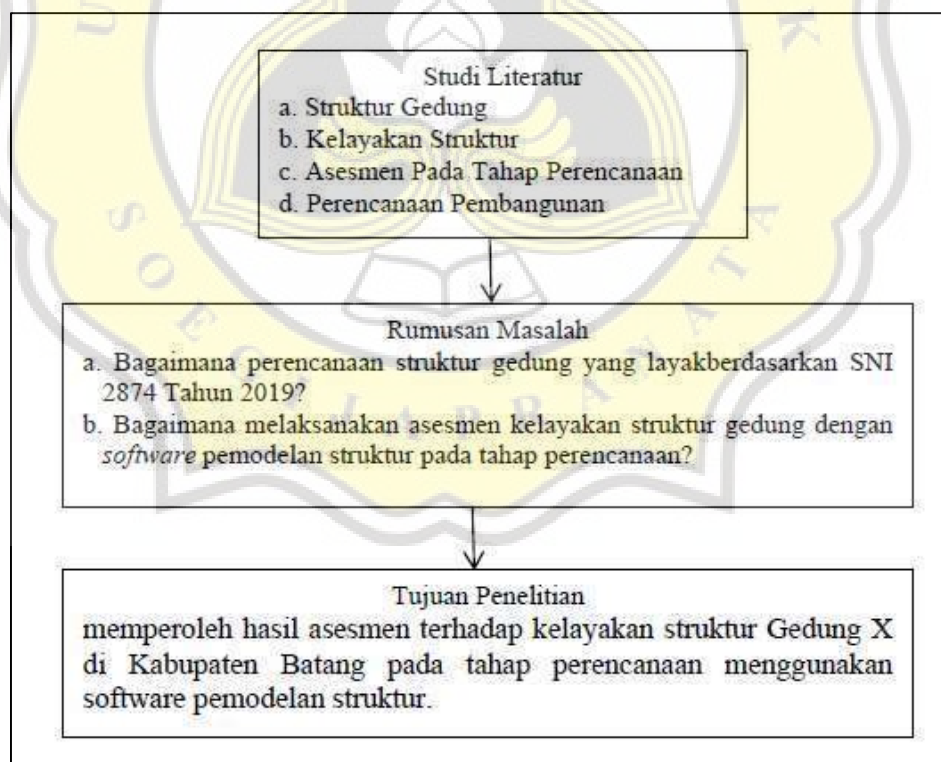 Studi Literatur
a. Struktur Gedung
b. Kelayakan Struktur
c. Asesmen Pada Tahap Perencanaan
d. Perencanaan Pembangunan
Rumusan Masalah
a. Bagaimana perencanaan struktur gedung yang layakberdasarkan SNI
2874 Tahun 2019?
b. Bagaimana melaksanakan asesmen kelayakan struktur gedung dengan
software pemodelan struktur pada tahap perencanaan?
Tujuan Penelitian
memperoleh hasil asesmen terhadap kelayakan struktur Gedung X
di Kabupaten Batang pada tahap perencanaan menggunakan
software pemodelan struktur.